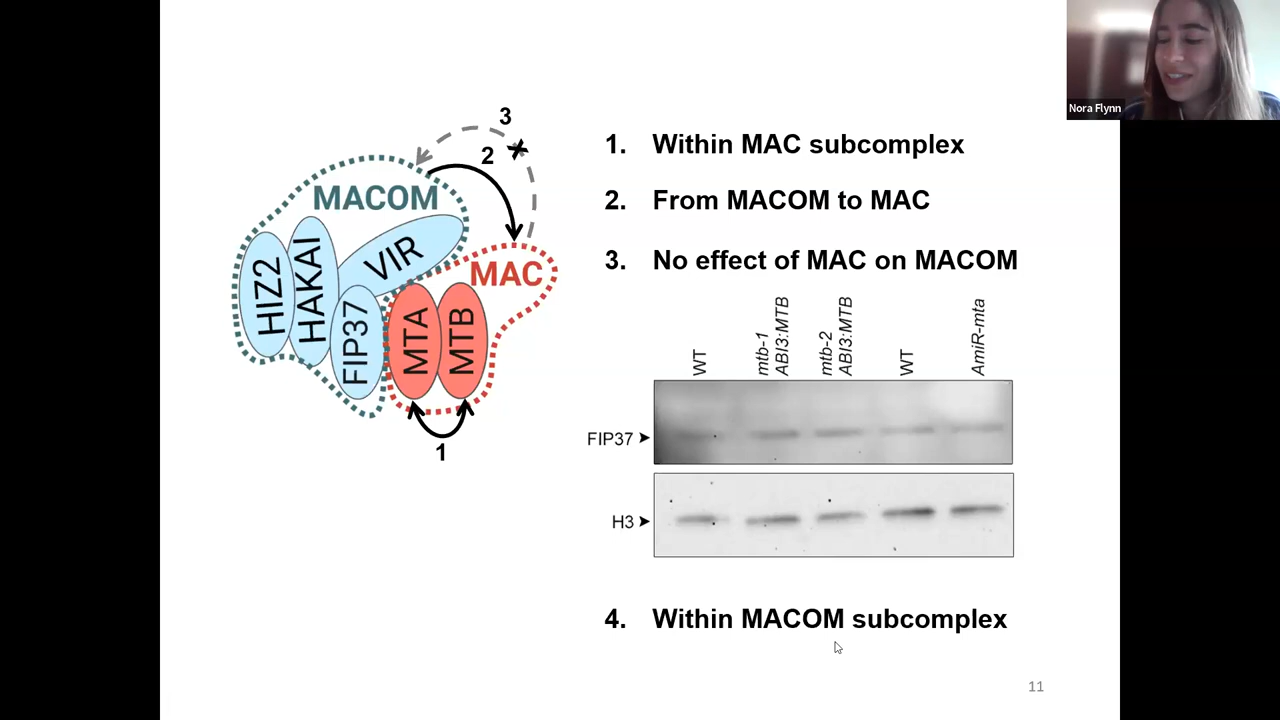 Nora Flynn
3
2
MACOM
HIZ2
HAKAI
VIR
FIP37
MAC
MTA
MTB
1
1. Within MAC subcomplex
2. From MACOM to MAC
3. No effect of MAC on MACOM
WT
mtb-1
ABI3:MTB
mtb-2
ABI3:MTB
WT
AmiR-mta
FIP37
H3
4. Within MACOM subcomplex
11